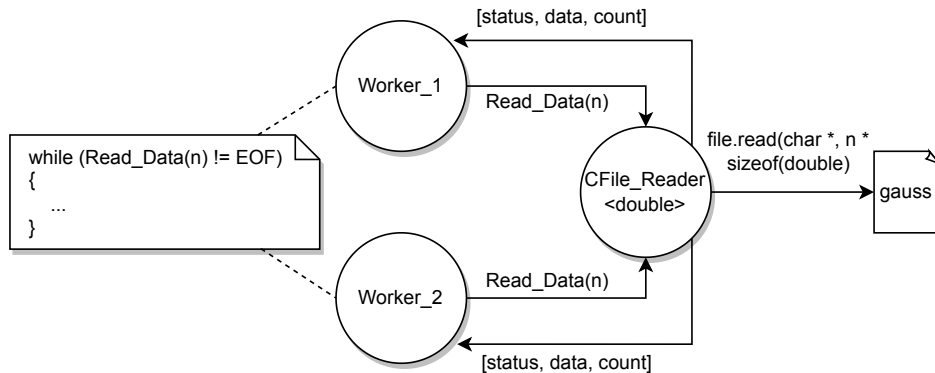 [status, data, count]
Worker_1
Read_Data(n)
while (Read_Data(n) != EOF)
{
...
}
CFile_Reader
<double>
file.read(char *, n *
sizeof(double)
gauss
Worker_2
Read_Data(n)
[status, data, count]